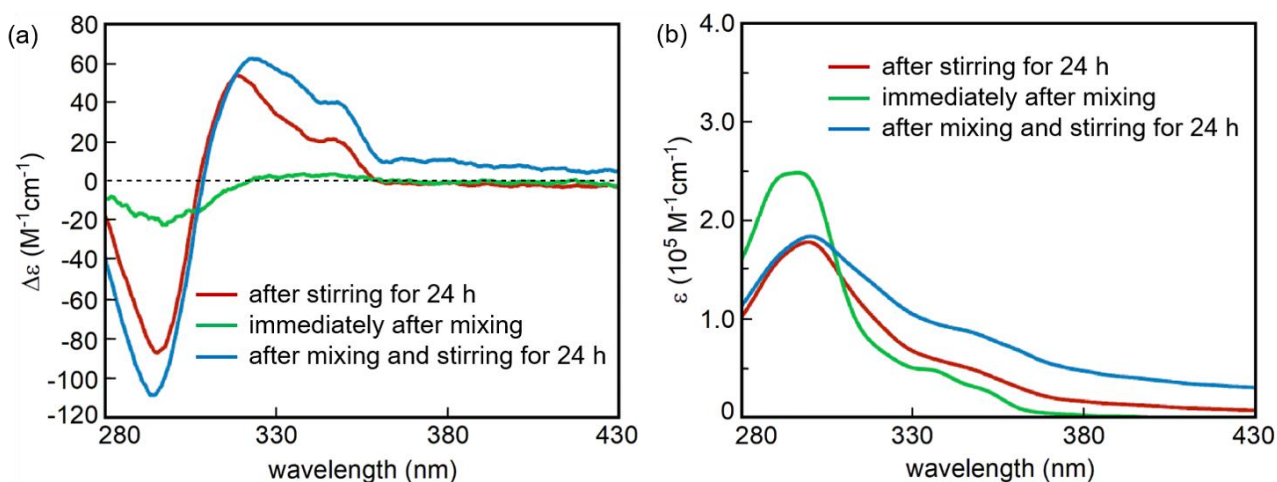 (a)
80
60
40
20
0
-20
-40
-60
-80
-100
-120
Δε (M⁻¹cm⁻¹)
after stirring for 24 h
immediately after mixing
after mixing and stirring for 24 h
280 330 380 430
wavelength (nm)
(b)
4.0
3.0
2.0
1.0
0
ε (10⁵ M⁻¹cm⁻¹)
after stirring for 24 h
immediately after mixing
after mixing and stirring for 24 h
280 330 380 430
wavelength (nm)